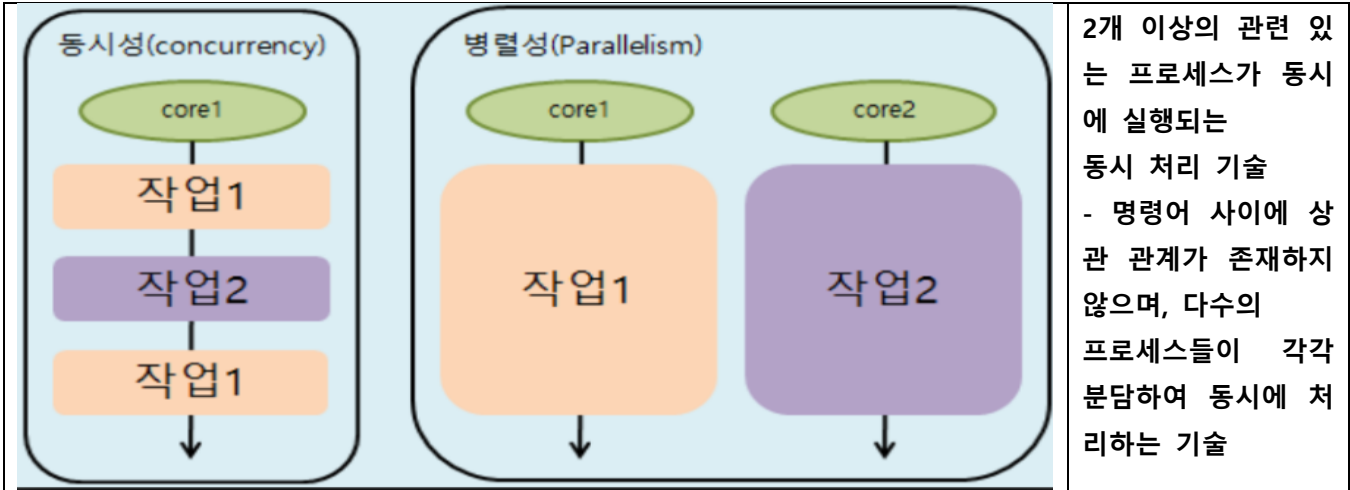 동시성(concurrency)
core1
작업1
작업2
작업1
병렬성(Parallelism)
core1
core2
작업1
작업2
2개 이상의 관련 있
는 프로세스가 동시
에 실행되는
동시 처리 기술
- 명령어 사이에 상
관 관계가 존재하지
않으며, 다수의
프로세스들이 각각
분담하여 동시에 처
리하는 기술